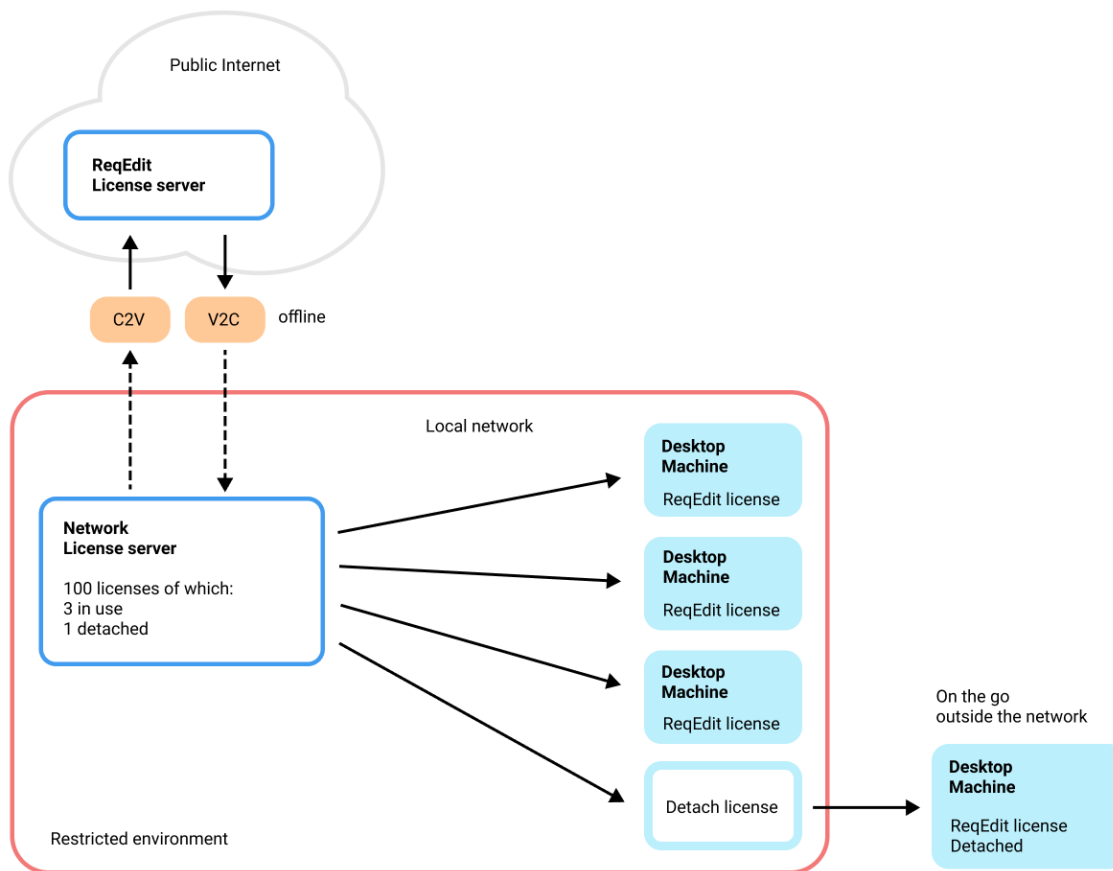 Public Internet
ReqEdit
License server
C2V
V2C
offline
Local network
Network
License server
100 licenses of which:
3 in use
1 detached
Desktop
Machine
ReqEdit license
Desktop
Machine
ReqEdit license
Desktop
Machine
ReqEdit license
Detach license
Restricted environment
On the go
outside the network
Desktop
Machine
ReqEdit license
Detached